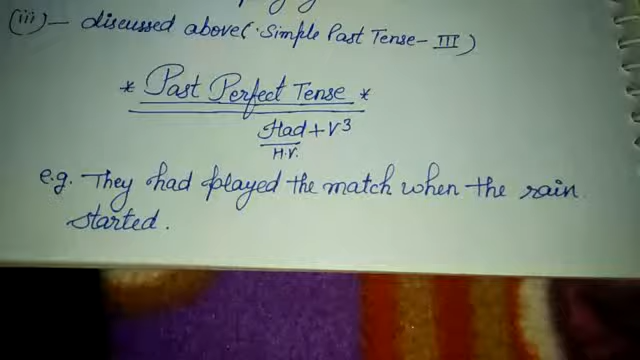 (iii) — discussed above (Simple Past Tense - III)
* Past Perfect Tense *
Had + V³
H.V.
e.g. They had played the match when the rain
started.